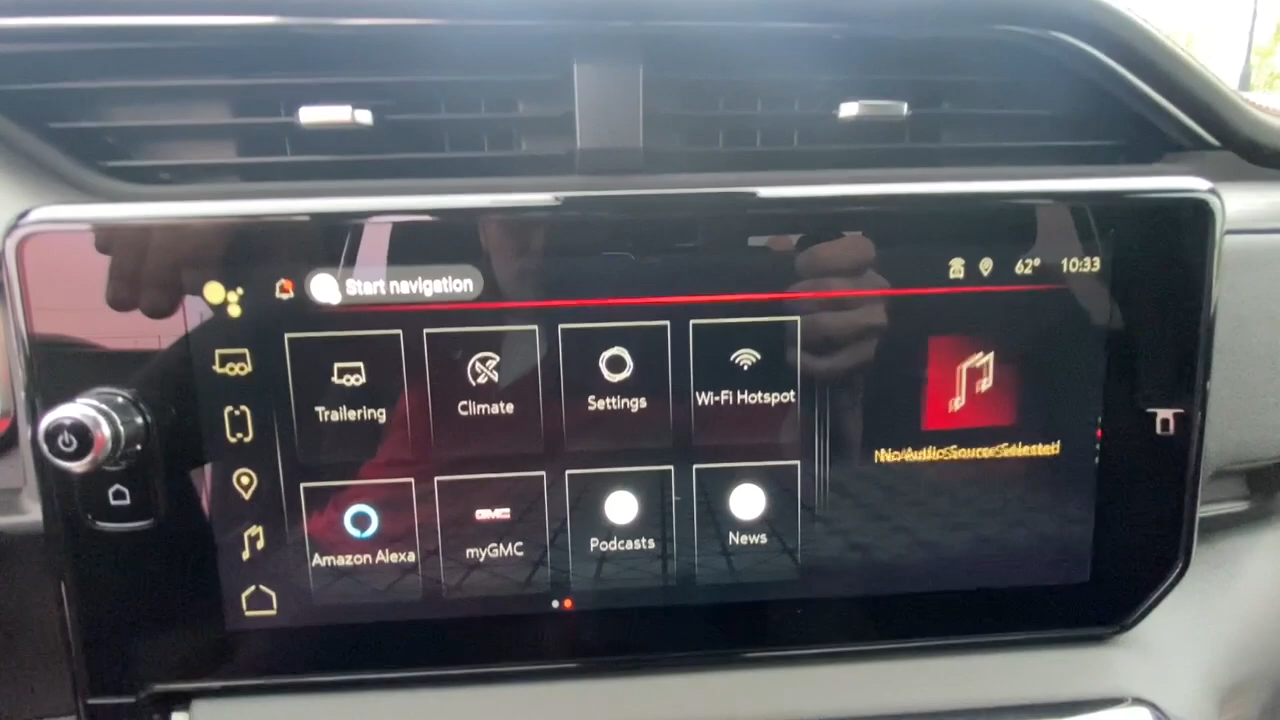 Start navigation
62° 10:33
Trailering
Climate
Settings
Wi-Fi Hotspot
No Audio Source Selected
Amazon Alexa
GMC
myGMC
Podcasts
News